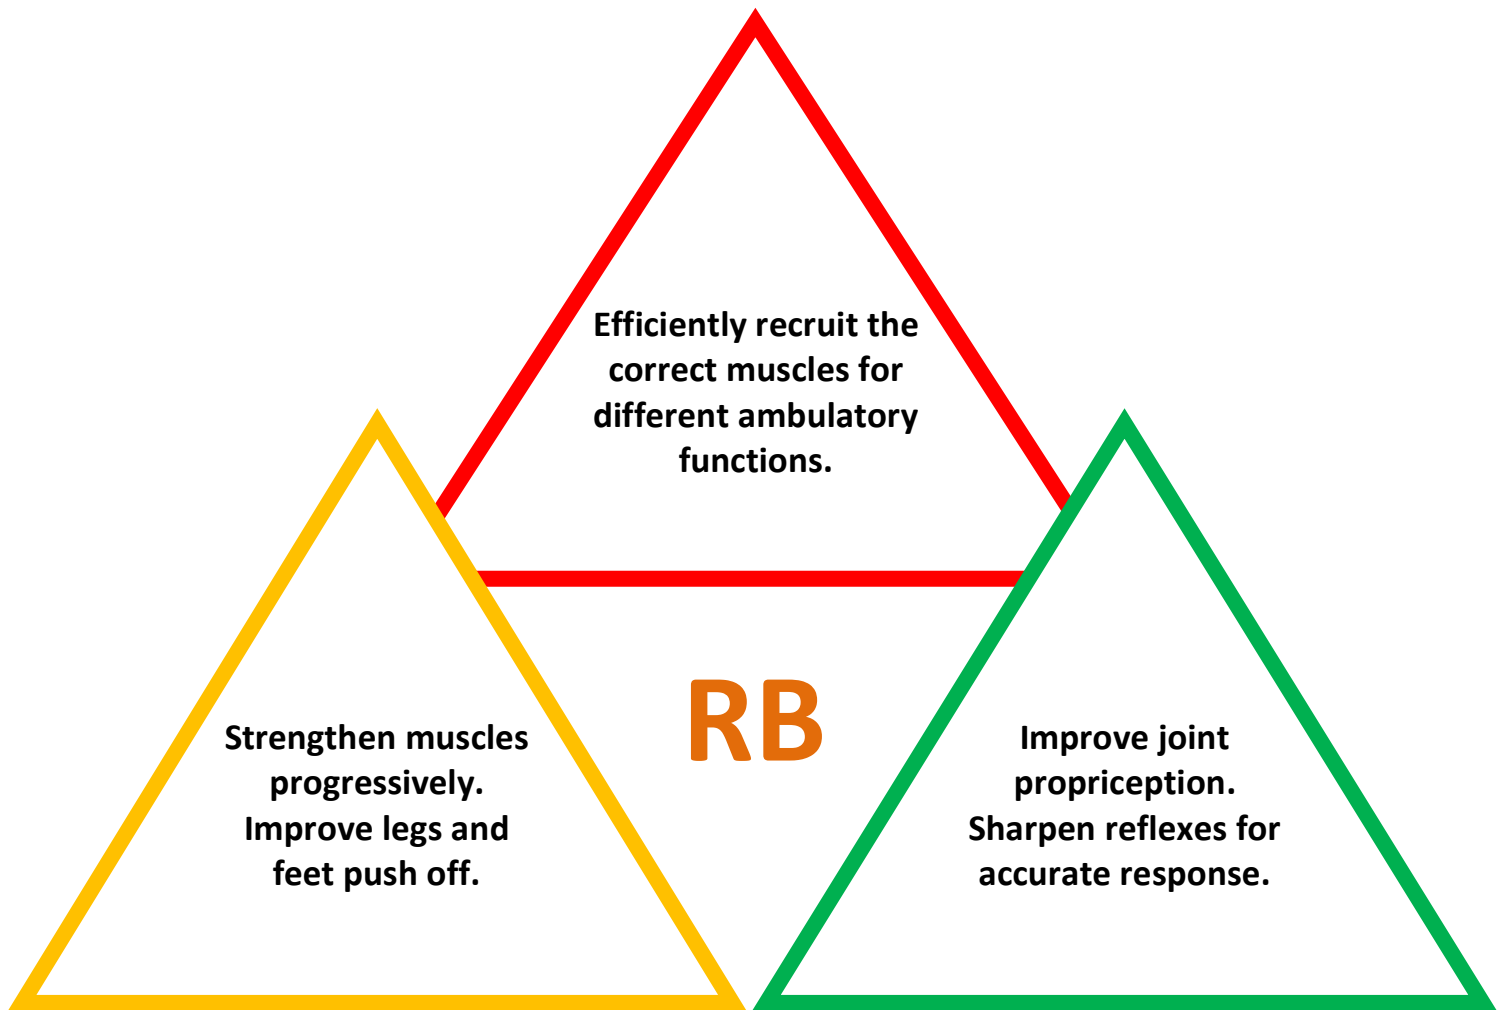 Efficiently recruit the
correct muscles for
different ambulatory
functions.
RB
Strengthen muscles
progressively.
Improve legs and
feet push off.
Improve joint
propriception.
Sharpen reflexes for
accurate response.